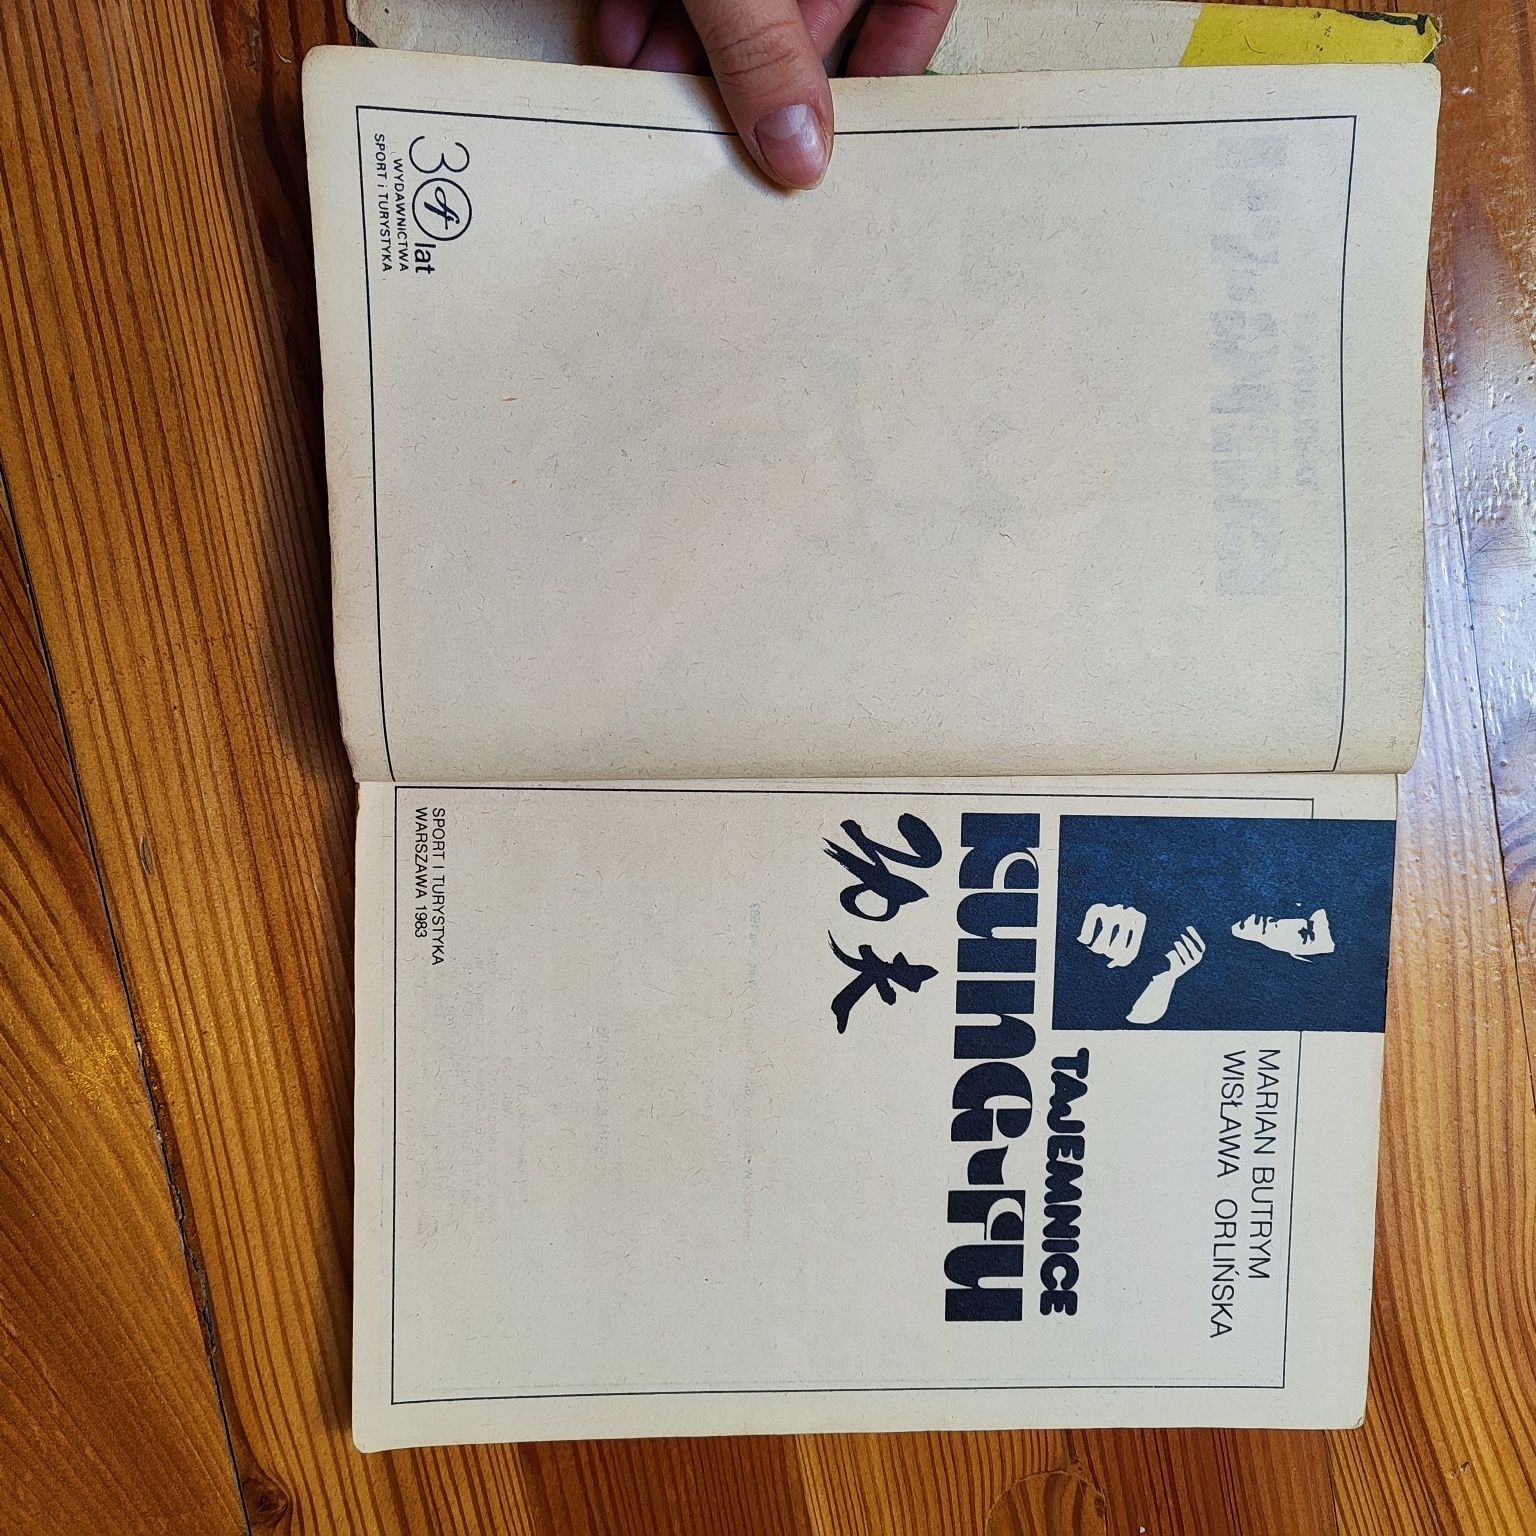 30 lat
WYDAWNICTWA
SPORT i TURYSTYKA
MARIAN BUTRYM
WISŁAWA ORLIŃSKA
TAJEMNICE
KUNG-FU
功夫
SPORT I TURYSTYKA
WARSZAWA 1983